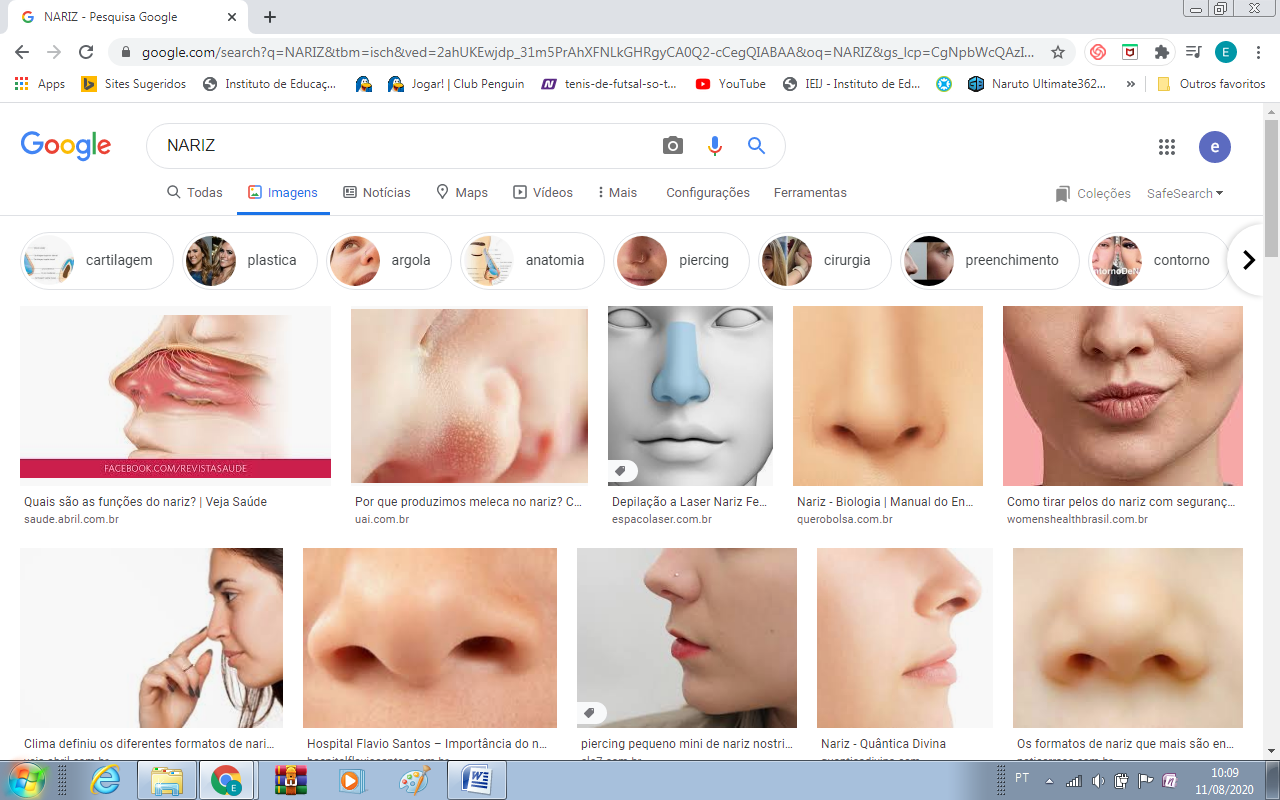 NARIZ - Pesquisa Google
google.com/search?q=NARIZ&tbm=isch&ved=2ahUKEwjdp_31m5PrAhXFNLkGHRgyCA0Q2-cCegQIABAA&oq=NARIZ&gs_lcp=CgNpbWcQAzI...
E
Apps Sites Sugeridos Instituto de Educaç... Jogar! | Club Penguin tenis-de-futsal-so-t... YouTube IEIJ - Instituto de Ed... Naruto Ultimate362... » Outros favoritos
Google NARIZ e
Todas Imagens Notícias Maps Vídeos Mais Configurações Ferramentas Coleções SafeSearch
cartilagem plastica argola anatomia piercing cirurgia preenchimento contorno
FACEBOOK.COM/REVISTASAUDE
Quais são as funções do nariz? | Veja Saúde
saude.abril.com.br
Por que produzimos meleca no nariz? C...
uai.com.br
Depilação a Laser Nariz Fe...
espacolaser.com.br
Nariz - Biologia | Manual do En...
querobolsa.com.br
Como tirar pelos do nariz com seguranç...
womenshealthbrasil.com.br
Clima definiu os diferentes formatos de nari...
Hospital Flavio Santos – Importância do n...
piercing pequeno mini de nariz nostri...
Nariz - Quântica Divina
Os formatos de nariz que mais são en...
PT
10:09
11/08/2020